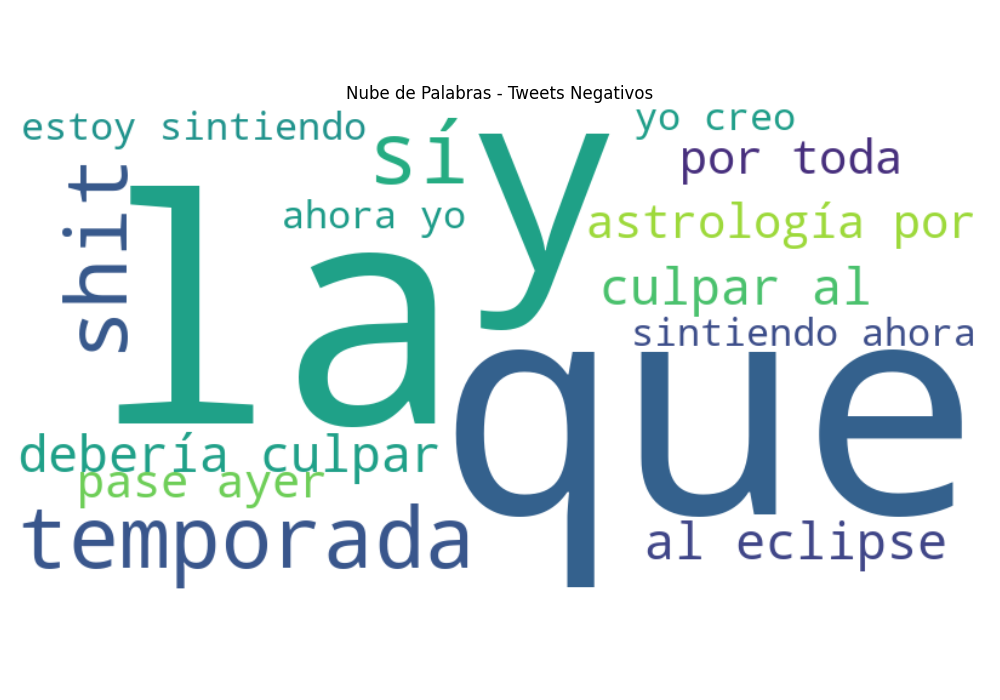 Nube de Palabras - Tweets Negativos
estoy sintiendo
sí
y
yo creo
por toda
shit
la
ahora yo
astrología por
culpar al
sintiendo ahora
que
debería culpar
pase ayer
temporada
al eclipse